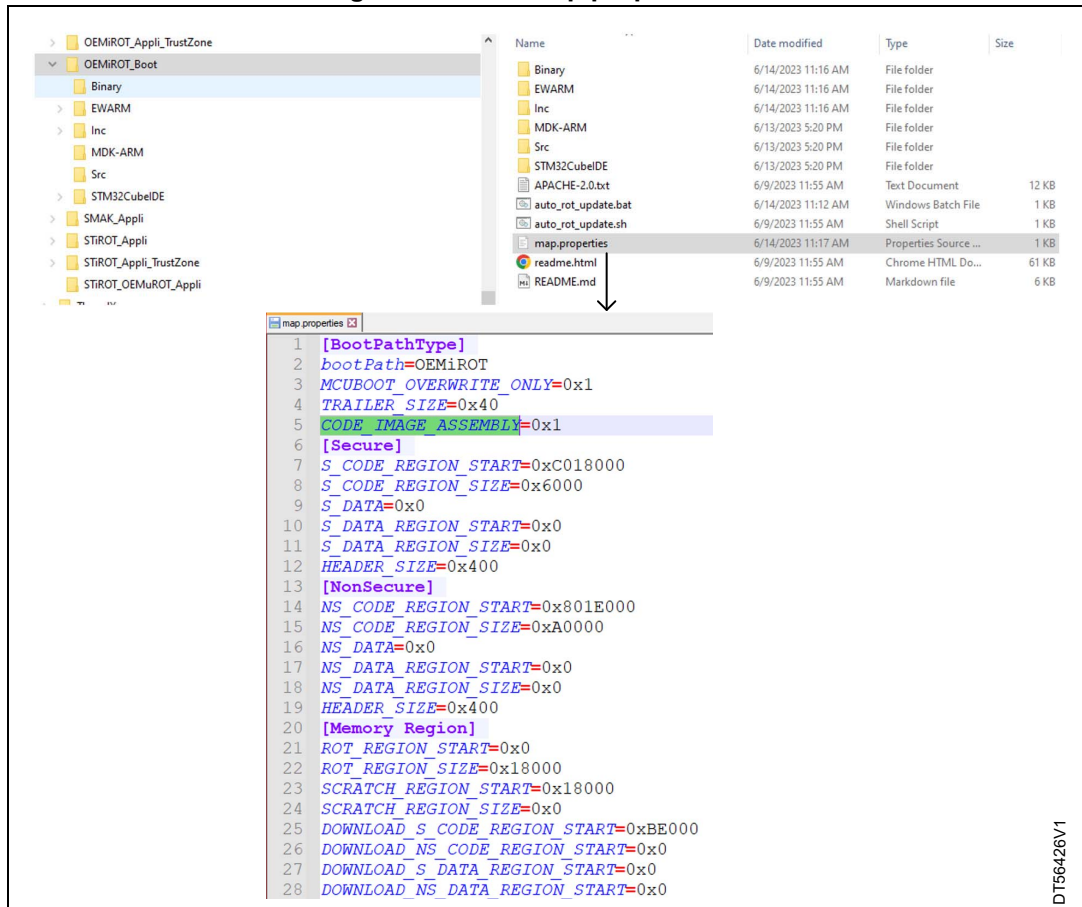 OEMiROT_Appli_TrustZone
OEMiROT_Boot
Binary
EWARM
Inc
MDK-ARM
Src
STM32CubeIDE
SMAK_Appli
STiROT_Appli
STiROT_Appli_TrustZone
STiROT_OEMuROT_Appli
Name Date modified Type Size
Binary 6/14/2023 11:16 AM File folder
EWARM 6/14/2023 11:16 AM File folder
Inc 6/14/2023 11:16 AM File folder
MDK-ARM 6/13/2023 5:20 PM File folder
Src 6/13/2023 5:20 PM File folder
STM32CubeIDE 6/13/2023 5:20 PM File folder
APACHE-2.0.txt 6/9/2023 11:55 AM Text Document 12 KB
auto_rot_update.bat 6/14/2023 11:12 AM Windows Batch File 1 KB
auto_rot_update.sh 6/9/2023 11:55 AM Shell Script 1 KB
map.properties 6/14/2023 11:17 AM Properties Source ... 1 KB
readme.html 6/9/2023 11:55 AM Chrome HTML Do... 61 KB
README.md 6/9/2023 11:55 AM Markdown file 6 KB
map.properties
1 [BootPathType]
2 bootPath=OEMiROT
3 MCUBOOT_OVERWRITE_ONLY=0x1
4 TRAILER_SIZE=0x40
5 CODE_IMAGE_ASSEMBLY=0x1
6 [Secure]
7 S_CODE_REGION_START=0xC018000
8 S_CODE_REGION_SIZE=0x6000
9 S_DATA=0x0
10 S_DATA_REGION_START=0x0
11 S_DATA_REGION_SIZE=0x0
12 HEADER_SIZE=0x400
13 [NonSecure]
14 NS_CODE_REGION_START=0x801E000
15 NS_CODE_REGION_SIZE=0xA0000
16 NS_DATA=0x0
17 NS_DATA_REGION_START=0x0
18 NS_DATA_REGION_SIZE=0x0
19 HEADER_SIZE=0x400
20 [Memory Region]
21 ROT_REGION_START=0x0
22 ROT_REGION_SIZE=0x18000
23 SCRATCH_REGION_START=0x18000
24 SCRATCH_REGION_SIZE=0x0
25 DOWNLOAD_S_CODE_REGION_START=0xBE000
26 DOWNLOAD_NS_CODE_REGION_START=0x0
27 DOWNLOAD_S_DATA_REGION_START=0x0
28 DOWNLOAD_NS_DATA_REGION_START=0x0
DT56426V1